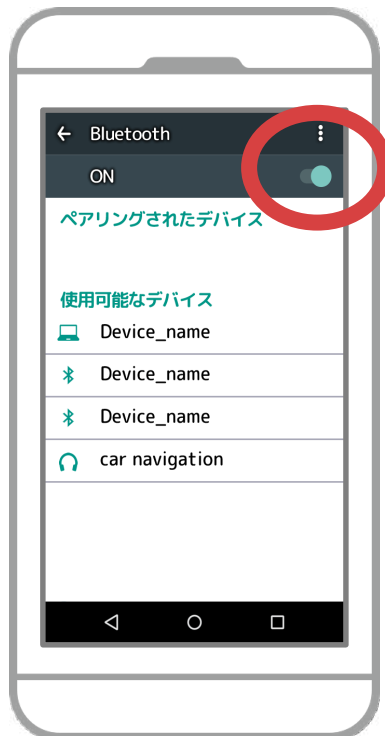 Bluetooth
ON
ペアリングされたデバイス
使用可能なデバイス
Device_name
Device_name
Device_name
car navigation